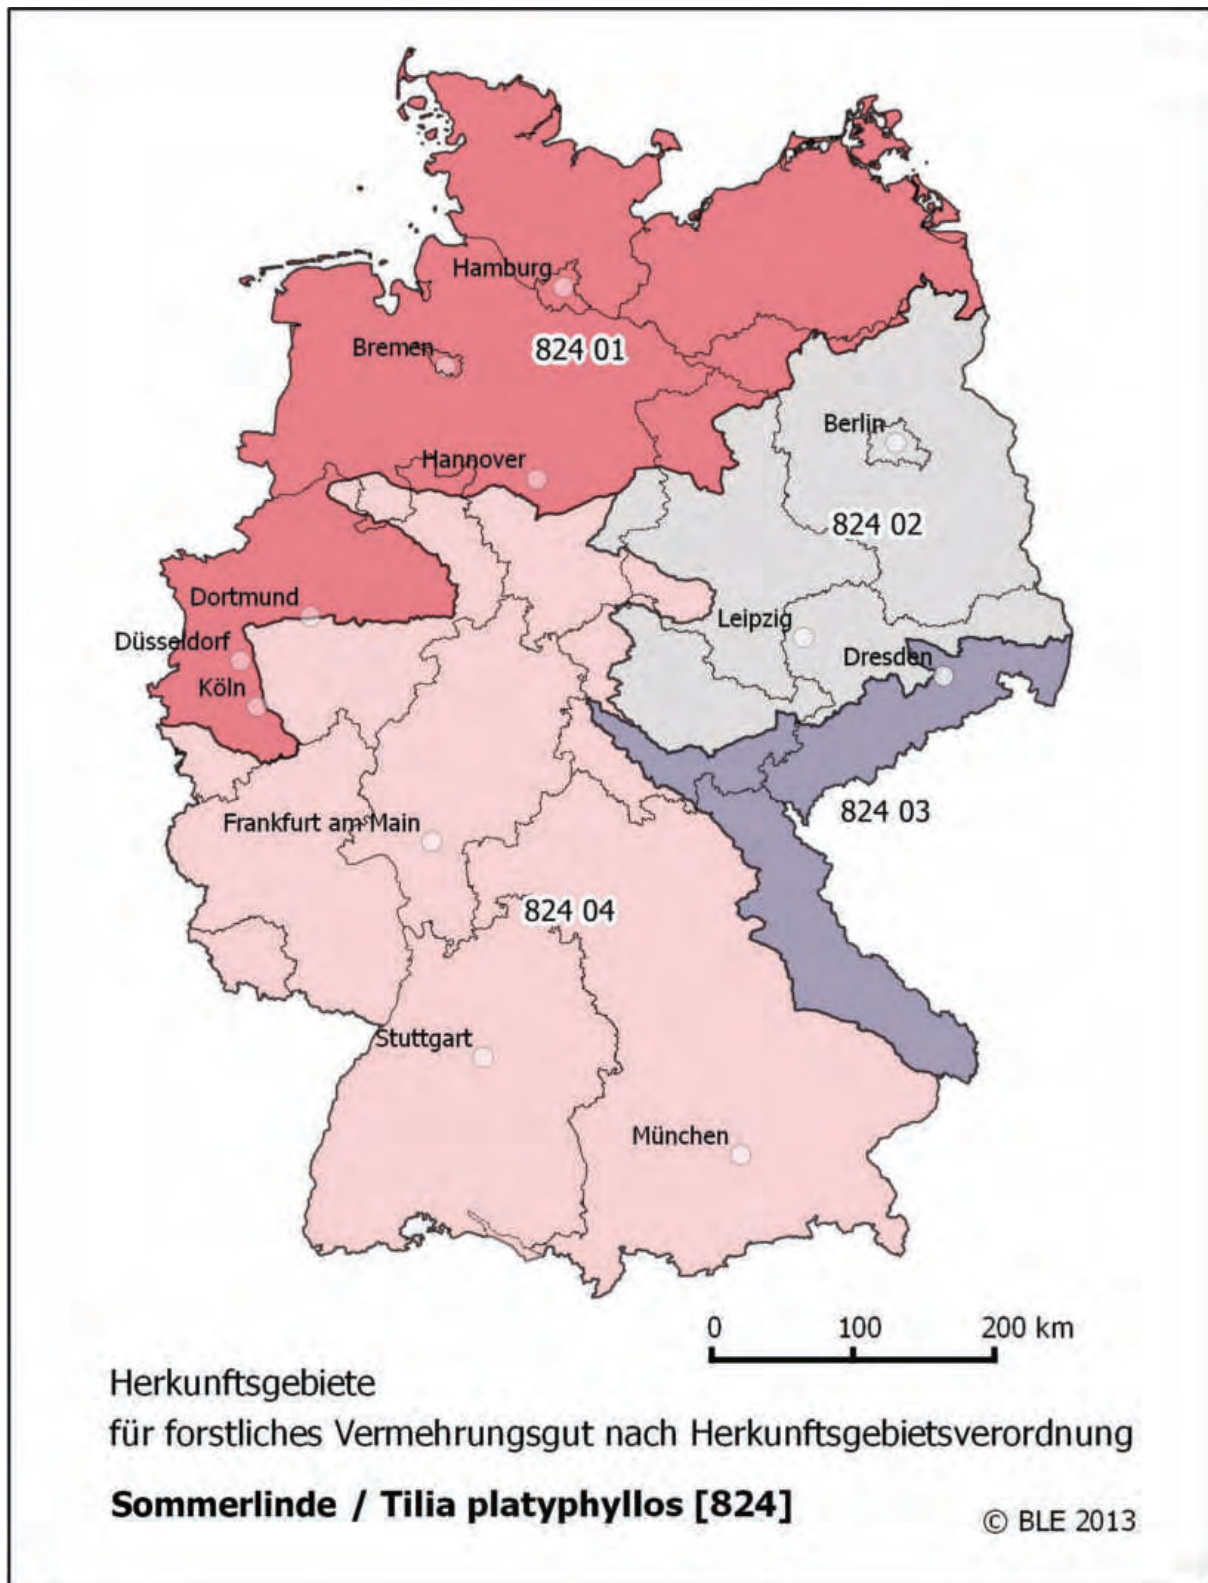 Hamburg
Bremen
824 01
Berlin
Hannover
824 02
Dortmund
Leipzig
Düsseldorf
Dresden
Köln
824 03
Frankfurt am Main
824 04
Stuttgart
München
0 100 200 km
Herkunftsgebiete
für forstliches Vermehrungsgut nach Herkunftsgebietsverordnung
Sommerlinde / Tilia platyphyllos [824]
© BLE 2013